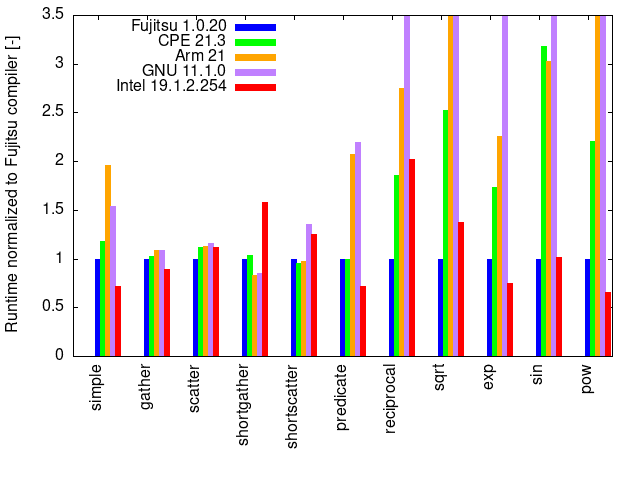 Runtime normalized to Fujitsu compiler [-]
3.5
3
2.5
2
1.5
1
0.5
0
Fujitsu 1.0.20
CPE 21.3
Arm 21
GNU 11.1.0
Intel 19.1.2.254
simple
gather
scatter
shortgather
shortscatter
predicate
reciprocal
sqrt
exp
sin
pow